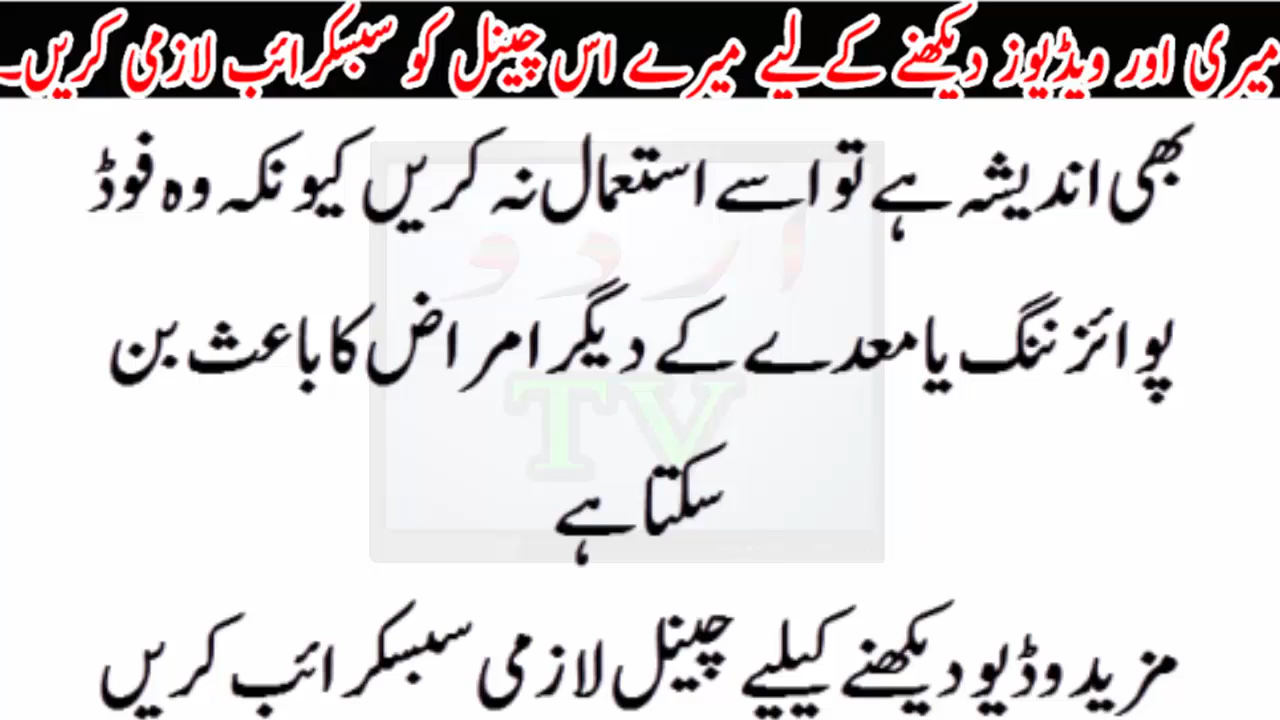 میری اور ویڈیوز دیکھنے کے لیے میرے اس چینل کو سبسکرائب لازمی کریں۔
بھی اندیشہ ہے تو اسے استعمال نہ کریں کیونکہ وہ فوڈ
پوائزننگ یا معدے کے دیگر امراض کا باعث بن
سکتا ہے
مزید وڈیو دیکھنے کیلیے چینل لازمی سبسکرائب کریں
اردو
TV